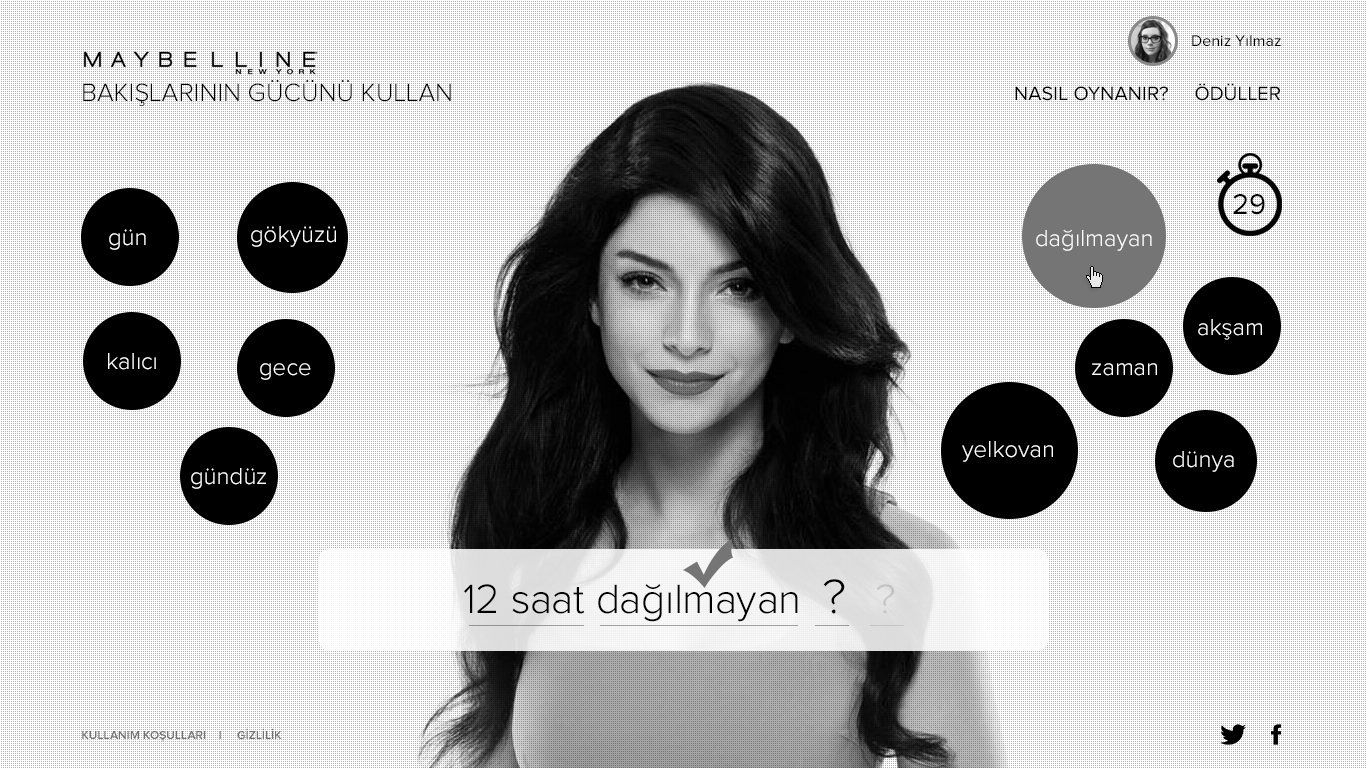 MAYBELLINE
NEW YORK
BAKIŞLARININ GÜCÜNÜ KULLAN
Deniz Yılmaz
NASIL OYNANIR? ÖDÜLLER
29
gün
gökyüzü
kalıcı
gece
gündüz
dağılmayan
akşam
zaman
yelkovan
dünya
12 saat dağılmayan ? ?
KULLANIM KOŞULLARI | GİZLİLİK